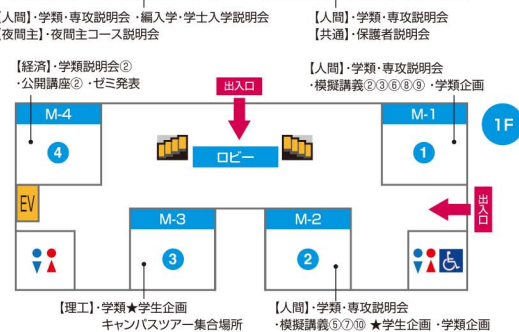 【人間】・学類・専攻説明会 ・編入学・学士入学説明会
【夜間主】・夜間主コース説明会
【人間】・学類・専攻説明会
【共通】・保護者説明会
【経済】・学類説明会②
・公開講座② ・ゼミ発表
出入口
【人間】・学類・専攻説明会
・模擬講義②③⑥⑧⑨ ・学類企画
M-4
4
ロビー
M-1
1
1F
EV
出入口
M-3
3
M-2
2
【理工】・学類★学生企画
キャンパスツアー集合場所
【人間】・学類・専攻説明会
・模擬講義⑤⑦⑩ ★学生企画 ・学類企画